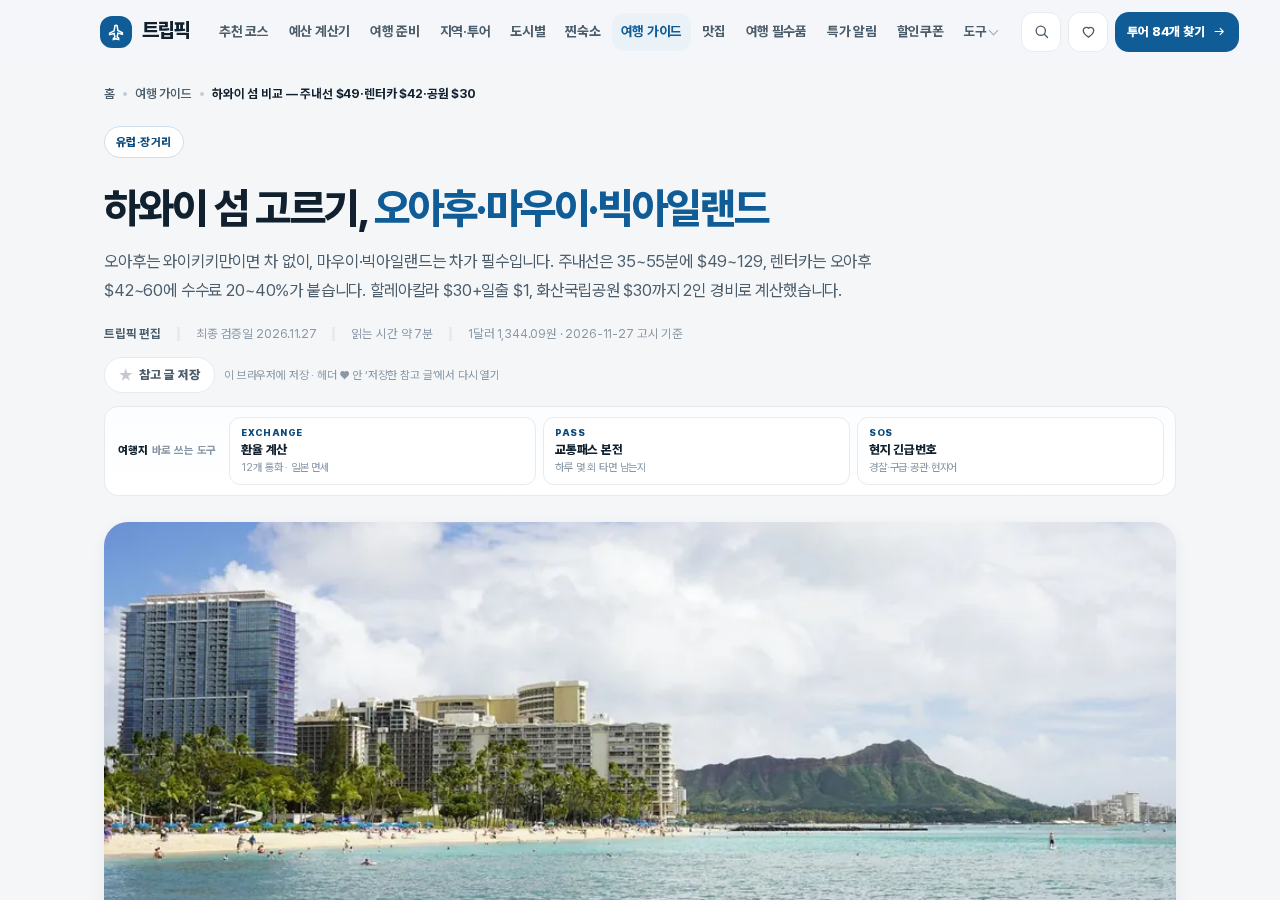 트립픽
추천 코스 예산 계산기 여행 준비 지역·투어 도시별 찐숙소 여행 가이드 맛집 여행 필수품 특가 알림 할인쿠폰 도구
투어 84개 찾기 →
홈 • 여행 가이드 • 하와이 섬 비교 — 주내선 $49·렌터카 $42·공원 $30
유럽·장거리
하와이 섬 고르기, 오아후·마우이·빅아일랜드
오아후는 와이키키만이면 차 없이, 마우이·빅아일랜드는 차가 필수입니다. 주내선은 35~55분에 $49~129, 렌터카는 오아후
$42~60에 수수료 20~40%가 붙습니다. 할레아칼라 $30+일출 $1, 화산국립공원 $30까지 2인 경비로 계산했습니다.
트립픽 편집 | 최종 검증일 2026.11.27 | 읽는 시간 약 7분 | 1달러 1,344.09원 · 2026-11-27 고시 기준
★ 참고 글 저장 이 브라우저에 저장 · 헤더 ♥ 안 '저장한 참고 글'에서 다시 열기
여행지 바로 쓰는 도구
EXCHANGE
환율 계산
12개 통화 · 일본 면세
PASS
교통패스 본전
하루 몇 회 타면 남는지
SOS
현지 긴급번호
경찰·구급·공관·현지어